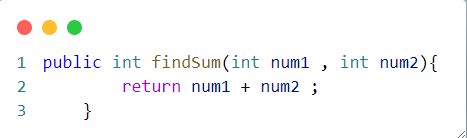 1 public int findSum(int num1 , int num2){
2 return num1 + num2 ;
3 }